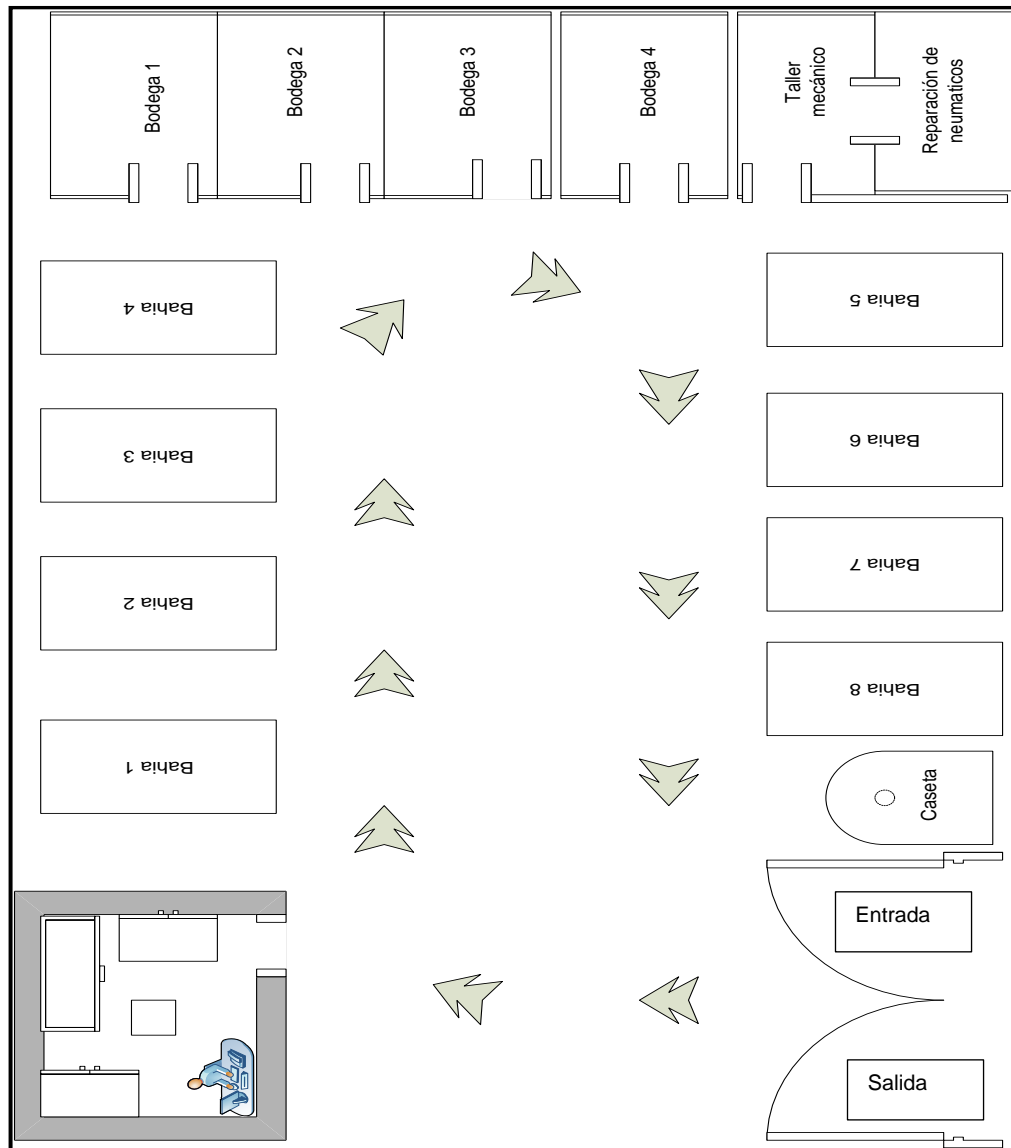 Bodega 1
Bodega 2
Bodega 3
Bodega 4
Taller
mecánico
Reparación de
neumaticos
Bahia 4
Bahia 5
Bahia 3
Bahia 6
Bahia 2
Bahia 7
Bahia 1
Bahia 8
Caseta
Entrada
Salida